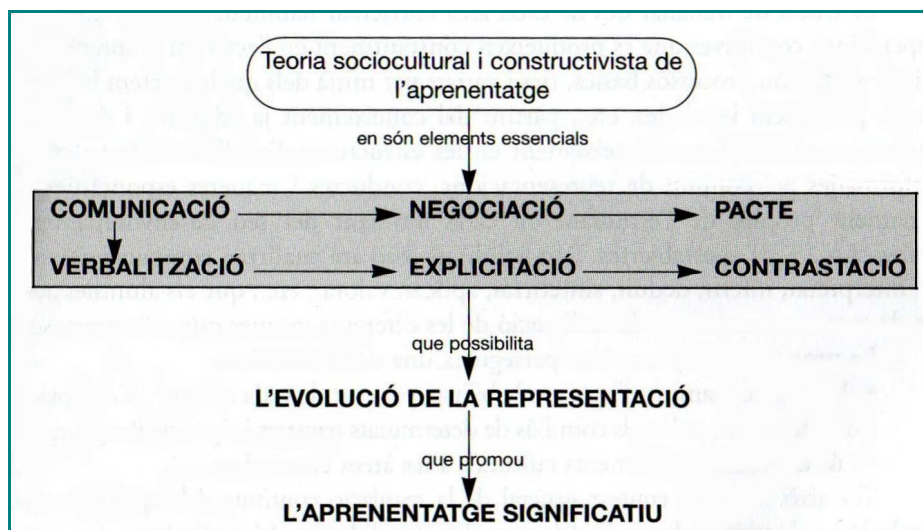 Teoria sociocultural i constructivista de
l'aprenentatge
en són elements essencials
COMUNICACIÓ NEGOCIACIÓ PACTE
VERBALITZACIÓ EXPLICITACIÓ CONTRASTACIÓ
que possibilita
L'EVOLUCIÓ DE LA REPRESENTACIÓ
que promou
L'APRENENTATGE SIGNIFICATIU